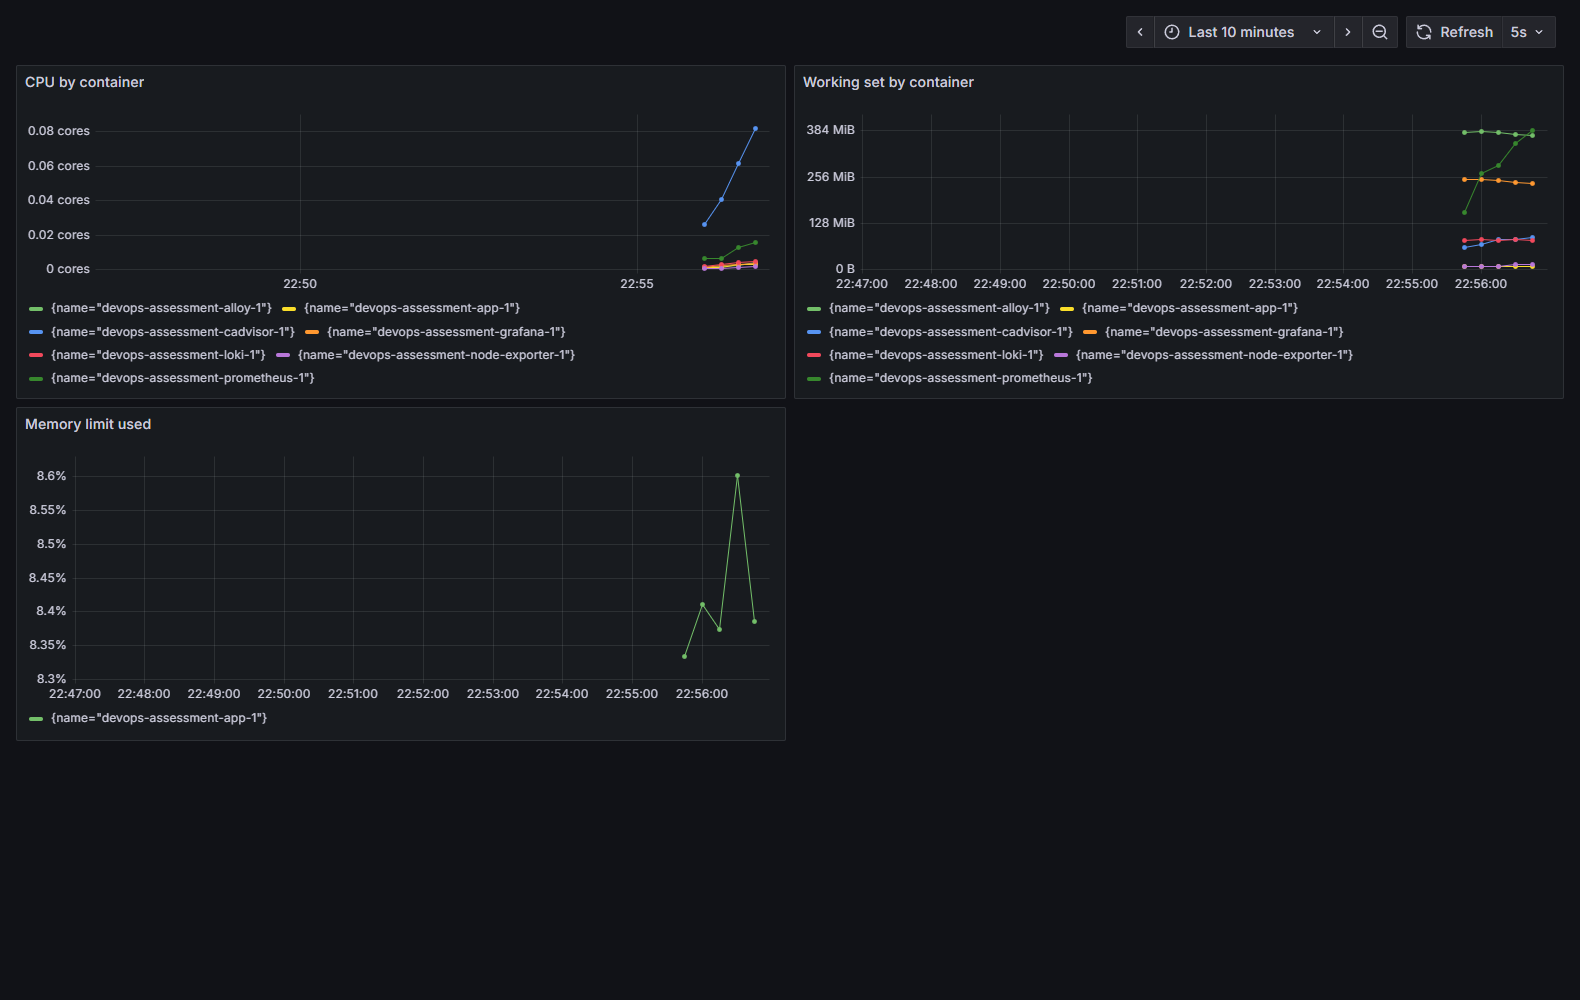 Last 10 minutes
Refresh
5s
CPU by container
0.08 cores
0.06 cores
0.04 cores
0.02 cores
0 cores
22:50 22:55
{name="devops-assessment-alloy-1"} {name="devops-assessment-app-1"}
{name="devops-assessment-cadvisor-1"} {name="devops-assessment-grafana-1"}
{name="devops-assessment-loki-1"} {name="devops-assessment-node-exporter-1"}
{name="devops-assessment-prometheus-1"}
Working set by container
384 MiB
256 MiB
128 MiB
0 B
22:47:00 22:48:00 22:49:00 22:50:00 22:51:00 22:52:00 22:53:00 22:54:00 22:55:00 22:56:00
{name="devops-assessment-alloy-1"} {name="devops-assessment-app-1"}
{name="devops-assessment-cadvisor-1"} {name="devops-assessment-grafana-1"}
{name="devops-assessment-loki-1"} {name="devops-assessment-node-exporter-1"}
{name="devops-assessment-prometheus-1"}
Memory limit used
8.6%
8.55%
8.5%
8.45%
8.4%
8.35%
8.3%
22:47:00 22:48:00 22:49:00 22:50:00 22:51:00 22:52:00 22:53:00 22:54:00 22:55:00 22:56:00
{name="devops-assessment-app-1"}